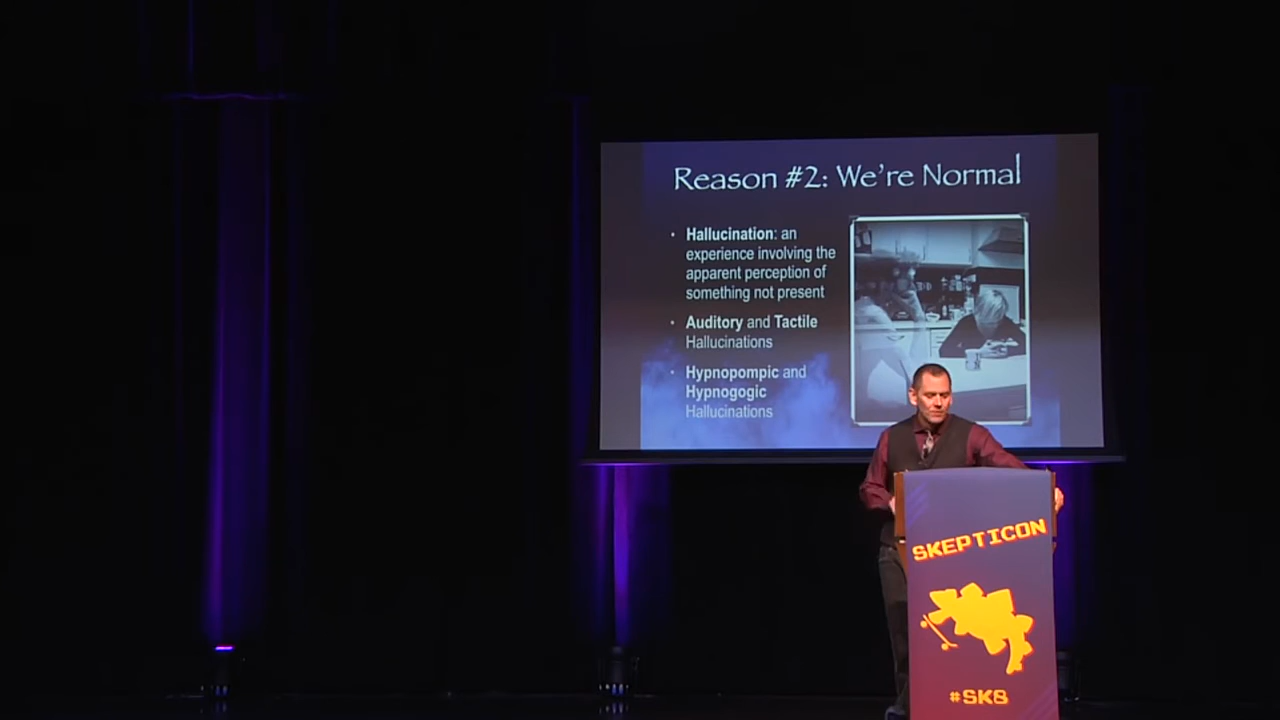 Reason #2: We're Normal
• Hallucination: an
experience involving the
apparent perception of
something not present
• Auditory and Tactile
Hallucinations
• Hypnopompic and
Hypnogogic
Hallucinations
SKEPTICON
#SK8